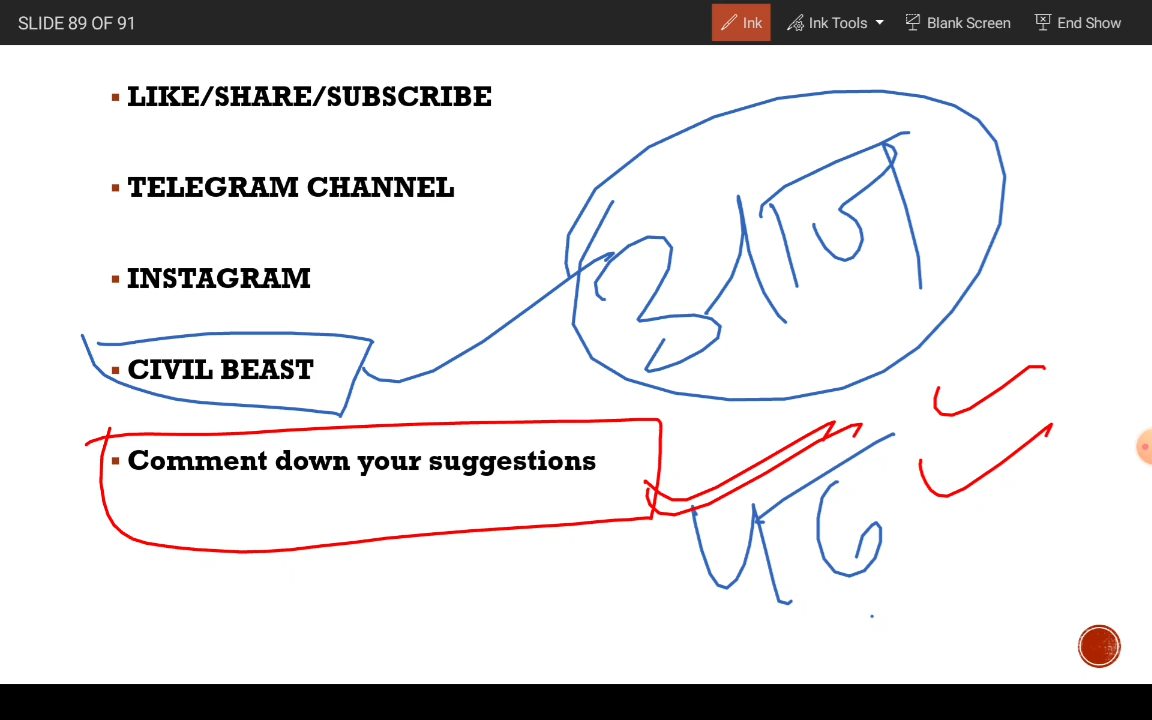 SLIDE 89 OF 91
Ink
Ink Tools
Blank Screen
End Show
▪ LIKE/SHARE/SUBSCRIBE
▪ TELEGRAM CHANNEL
▪ INSTAGRAM
▪ CIVIL BEAST
▪ Comment down your suggestions